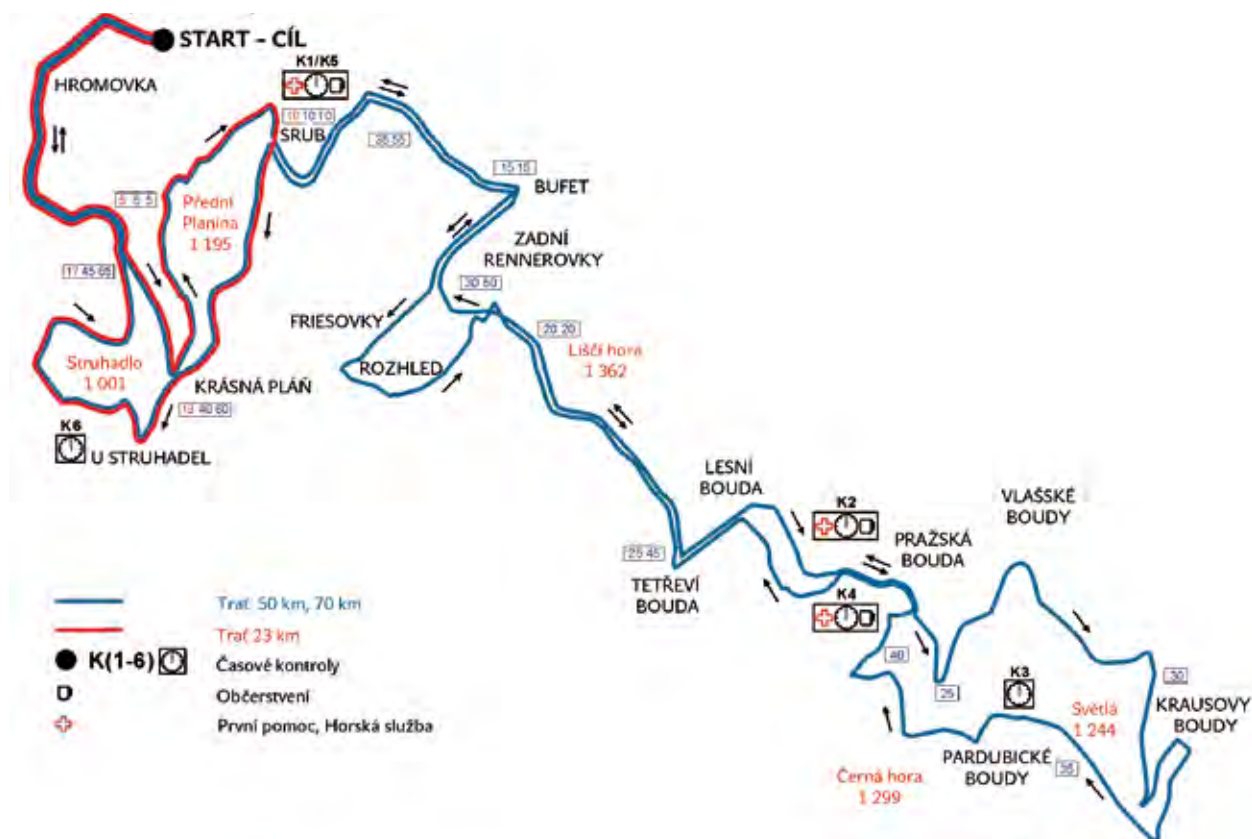 START – CÍL
K1/K5
HROMOVKA
10 10 10
SRUB
35 55
15 15
BUFET
5 5 5
Přední
Planina
1 195
ZADNÍ
RENNEROVKY
17 45 65
30 50
FRIESOVKY
20 20
Liščí hora
1 362
ROZHLED
Struhadlo
1 001
KRÁSNÁ PLÁŇ
13 40 60
K6
U STRUHADEL
LESNÍ
BOUDA
VLAŠSKÉ
BOUDY
K2
PRAŽSKÁ
BOUDA
25 45
TETŘEVÍ
BOUDA
K4
40
25
K3
30
Světlá
1 244
KRAUSOVY
BOUDY
PARDUBICKÉ
BOUDY
35
Černá hora
1 299
Trať 50 km, 70 km
Trať 23 km
K(1-6)
Časové kontroly
Občerstvení
První pomoc, Horská služba